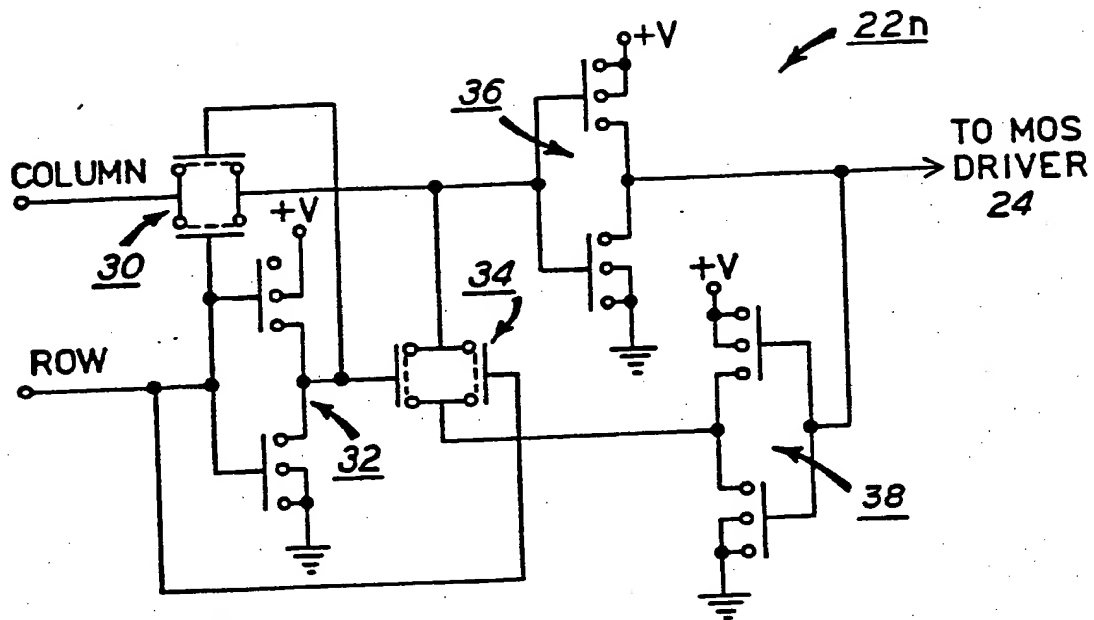 22n
+V
36
TO MOS
DRIVER
24
COLUMN
+V
30
34
+V
ROW
32
38